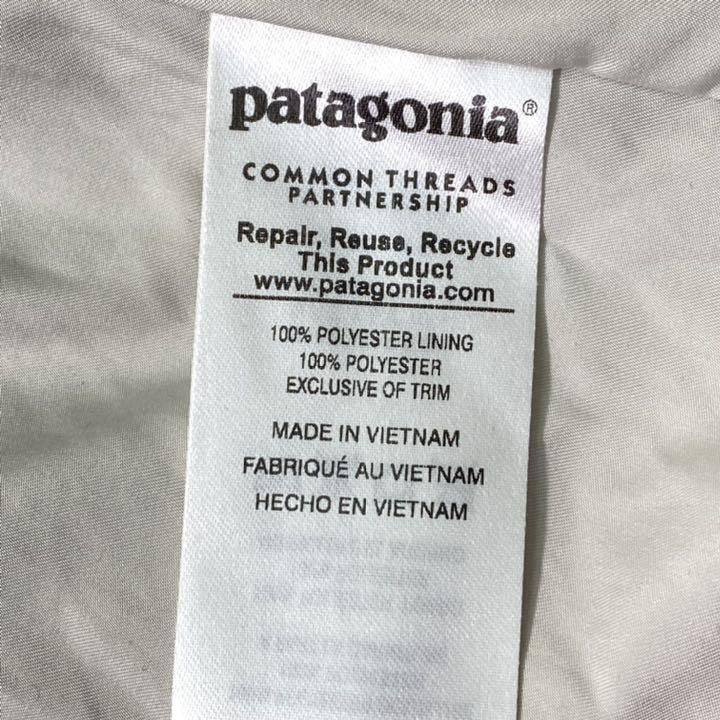 patagonia®
COMMON THREADS
PARTNERSHIP
Repair, Reuse, Recycle
This Product
www.patagonia.com
100% POLYESTER LINING
100% POLYESTER
EXCLUSIVE OF TRIM
MADE IN VIETNAM
FABRIQUÉ AU VIETNAM
HECHO EN VIETNAM